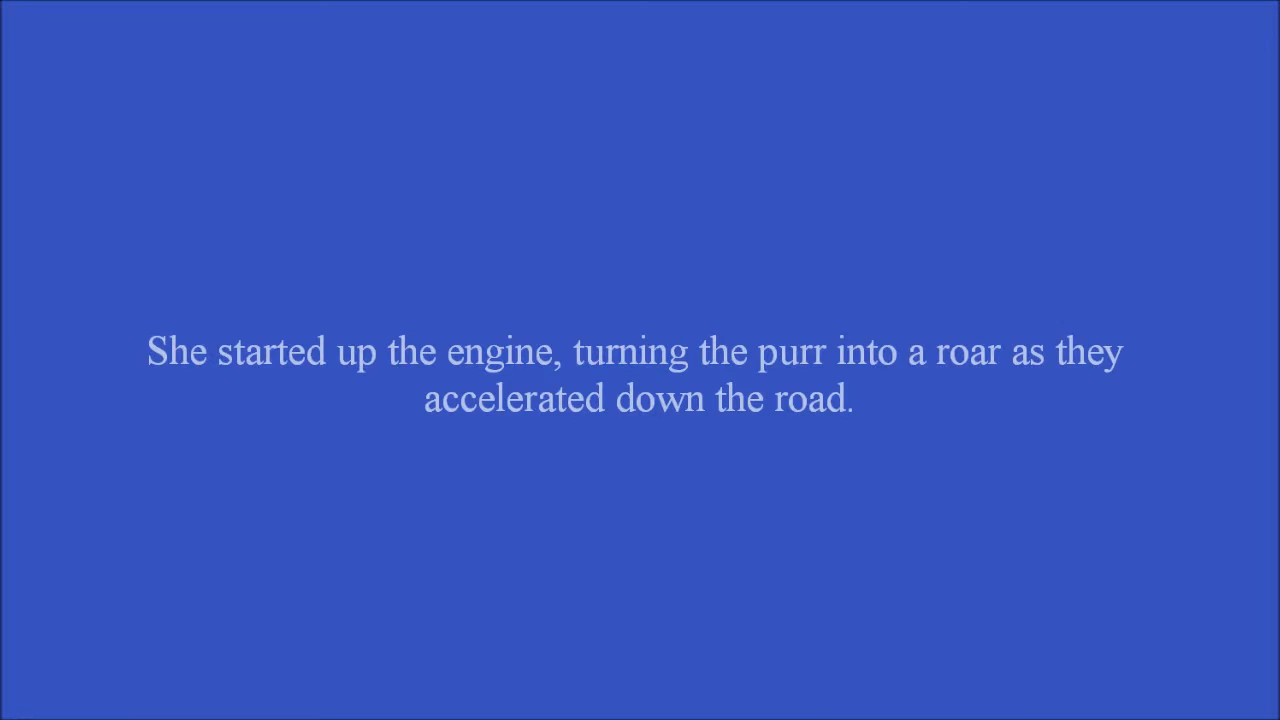 She started up the engine, turning the purr into a roar as they
accelerated down the road.